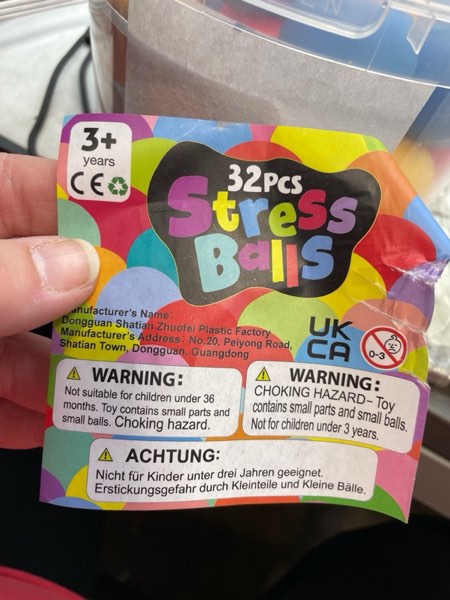 3+
years
CE
32PCS
Stress
Balls
Manufacturer's Name:
Dongguan Shatian Zhuofei Plastic Factory
Manufacturer's Address: No.20, Peiyong Road,
Shatian Town, Dongguan, Guangdong
UK
CA
0-3
WARNING:
Not suitable for children under 36
months. Toy contains small parts and
small balls. Choking hazard.
WARNING:
CHOKING HAZARD-Toy
contains small parts and small balls.
Not for children under 3 years.
ACHTUNG:
Nicht für Kinder unter drei Jahren geeignet.
Erstickungsgefahr durch Kleinteile und Kleine Bälle.